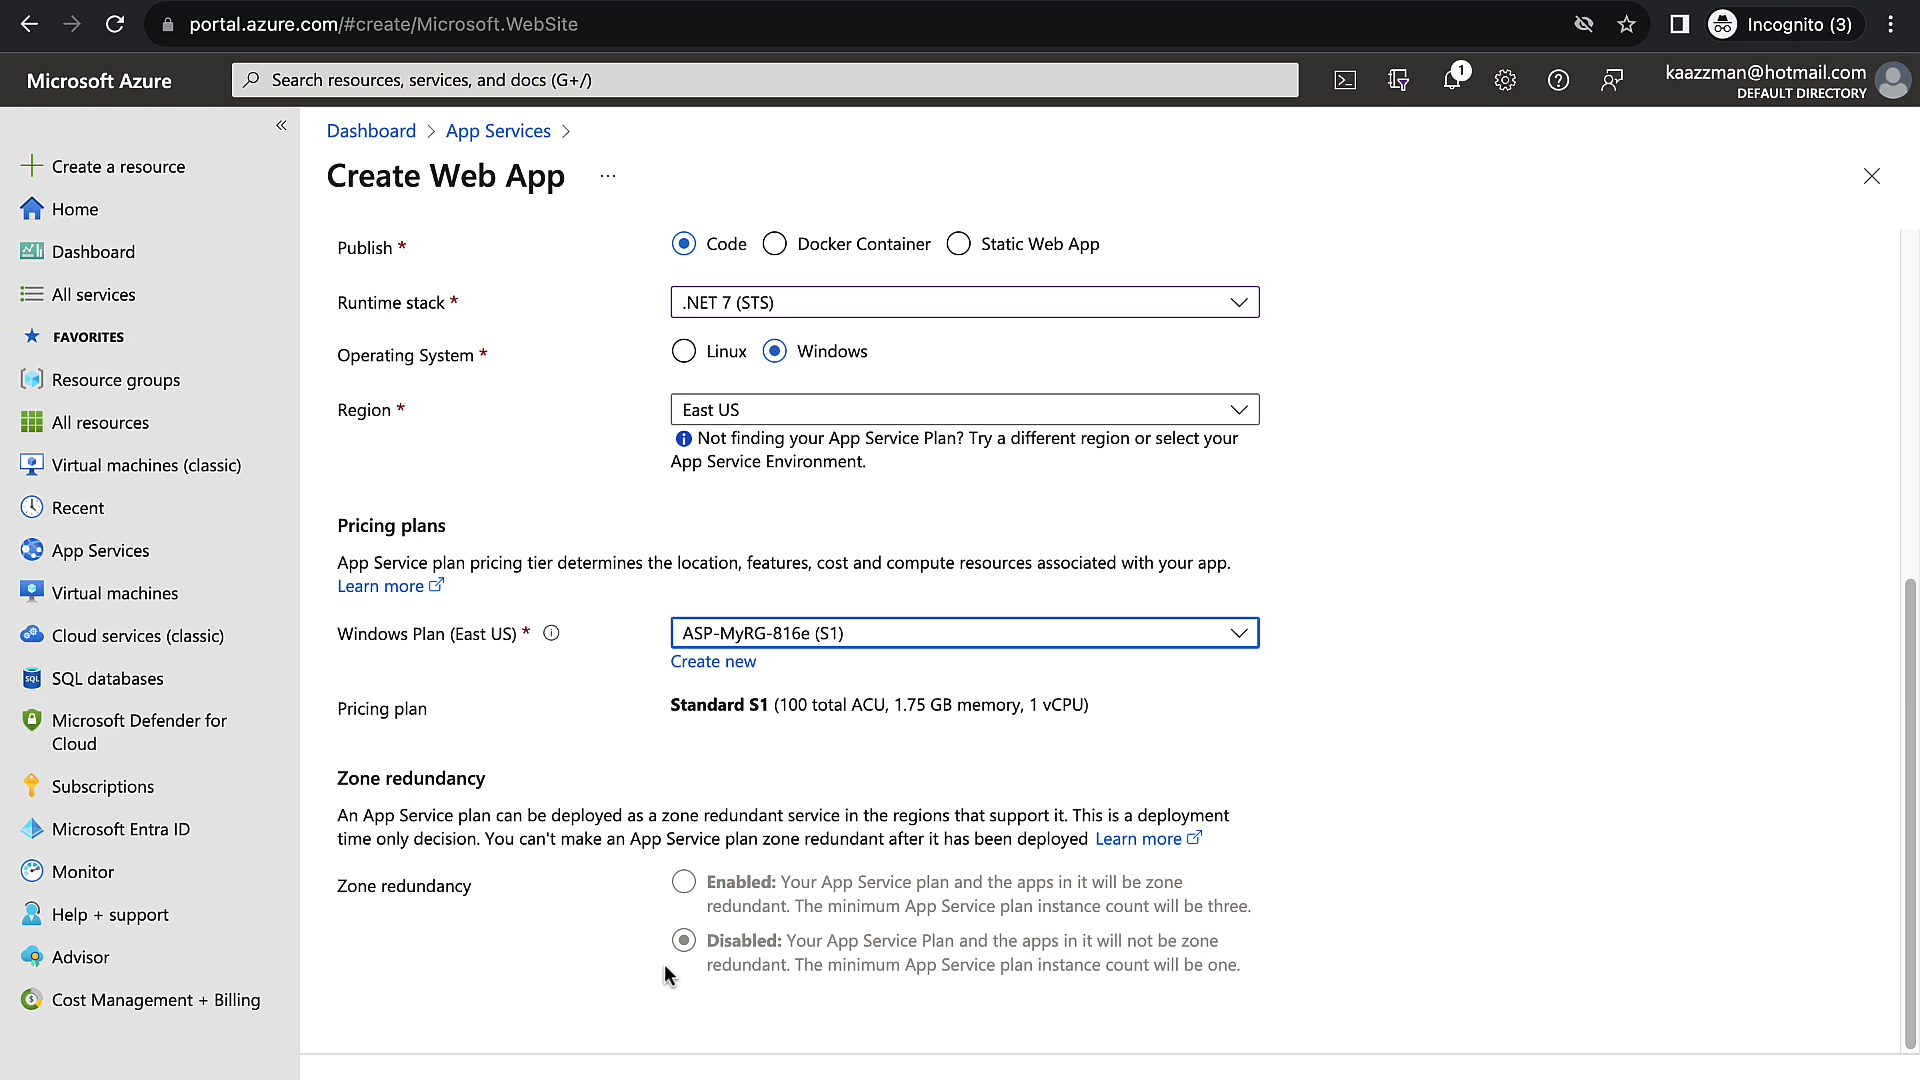 portal.azure.com/#create/Microsoft.WebSite
Incognito (3)
Microsoft Azure
Search resources, services, and docs (G+/)
1
kaazzman@hotmail.com
DEFAULT DIRECTORY
«
Create a resource
Home
Dashboard
All services
FAVORITES
Resource groups
All resources
Virtual machines (classic)
Recent
App Services
Virtual machines
Cloud services (classic)
SQL
SQL databases
Microsoft Defender for
Cloud
Subscriptions
Microsoft Entra ID
Monitor
Help + support
Advisor
Cost Management + Billing
Dashboard > App Services >
Create Web App ...
Publish *
Code Docker Container Static Web App
Runtime stack *
.NET 7 (STS)
Operating System *
Linux Windows
Region *
East US
Not finding your App Service Plan? Try a different region or select your
App Service Environment.
Pricing plans
App Service plan pricing tier determines the location, features, cost and compute resources associated with your app.
Learn more
Windows Plan (East US) *
ASP-MyRG-816e (S1)
Create new
Pricing plan
Standard S1 (100 total ACU, 1.75 GB memory, 1 vCPU)
Zone redundancy
An App Service plan can be deployed as a zone redundant service in the regions that support it. This is a deployment
time only decision. You can't make an App Service plan zone redundant after it has been deployed Learn more
Zone redundancy
Enabled: Your App Service plan and the apps in it will be zone
redundant. The minimum App Service plan instance count will be three.
Disabled: Your App Service Plan and the apps in it will not be zone
redundant. The minimum App Service plan instance count will be one.